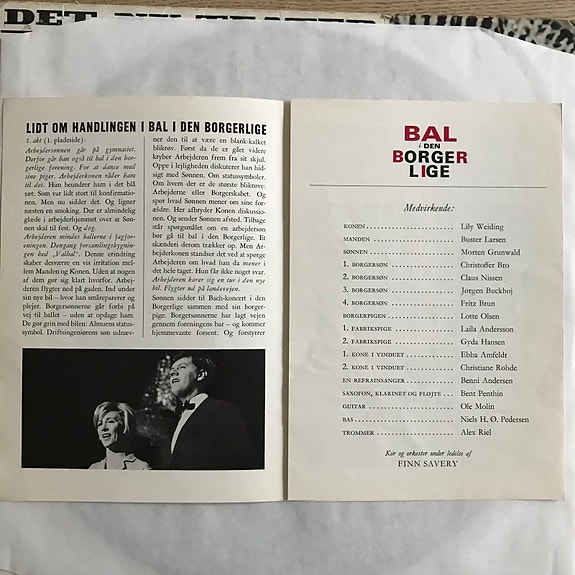 DET NY TEATER
LIDT OM HANDLINGEN I BAL I DEN BORGERLIGE
1. akt (1. pladeside):
Arbejdersønnen går på gymnasiet.
Derfor går han også til bal i den bor-
gerlige forening. For at danse med
sine piger. Arbejderkonen råder ham
til det. Hun beundrer ham i det blå
sæt. Som var lidt stort til konfirmatio-
nen. Men nu sidder det. Og ligner
næsten en smoking. Der er almindelig
glæde i arbejderhjemmet over at Søn-
nen skal til fest. Og dog.
Arbejderen mindes ballerne i fagfor-
eningen. Dengang forsamlingsbygnin-
gen hed „Valhal“. Denne erindring
skaber desværre en vis irritation mel-
lem Manden og Konen. Uden at nogen
af dem gør sig klart hvorfor. Arbej-
deren flygter ned på gaden. Ind under
sin nye bil – hvor han småreparerer og
plejer. Borgersønnerne går forbi på
vej til ballet – uden at opdage ham.
De gør grin med bilen: Almuens status-
symbol. Driftsingeniørens søn udnæv-
ner den til at være en blank-kalket
blikrøv. Først da de er gået videre
kryber Arbejderen frem fra sit skjul.
Oppe i lejligheden diskuterer han hid-
sigt med Sønnen. Om statussymboler.
Om hvem der er de største blikrøve:
Arbejderne eller Borgerskabet. Og
spør hvad Sønnen mener om sine for-
ældre. Her afbryder Konen diskussio-
nen. Og sender Sønnen afsted. Tilbage
står spørgsmålet om en arbejdersøn
bør gå til bal i den Borgerlige. Et
skænderi derom trækker op. Men Ar-
bejderkonen standser det ved at spørge
Arbejderen om hvad han da mener i
det hele taget. Hun får ikke noget svar.
Arbejderen kører sig en tur i den nye
bil. Flygter ud på landevejen.
Sønnen sidder til Bach-koncert i den
Borgerlige sammen med sin borger-
pige. Borgersønnerne har lagt vejen
gennem foreningens bar – og kommer
hjemmevante forsent. Og forstyrrer
BAL
i DEN
BORGER
LIGE
Medvirkende:
KONEN Lily Weiding
MANDEN Buster Larsen
SØNNEN Morten Grunwald
1. BORGERSØN Christoffer Bro
2. BORGERSØN Claus Nissen
3. BORGERSØN Jørgen Buckhøj
4. BORGERSØN Fritz Brun
BORGERPIGEN Lotte Olsen
1. FABRIKSPIGE Laila Andersson
2. FABRIKSPIGE Gyda Hansen
1. KONE I VINDUET Ebba Amfeldt
2. KONE I VINDUET Christiane Rohde
EN REFRAINSANGER Benni Andersen
SAXOFON, KLARINET OG FLØJTE Bent Penthin
GUITAR Ole Molin
BAS Niels H. Ø. Pedersen
TROMMER Alex Riel
Kor og orkester under ledelse af
FINN SAVERY